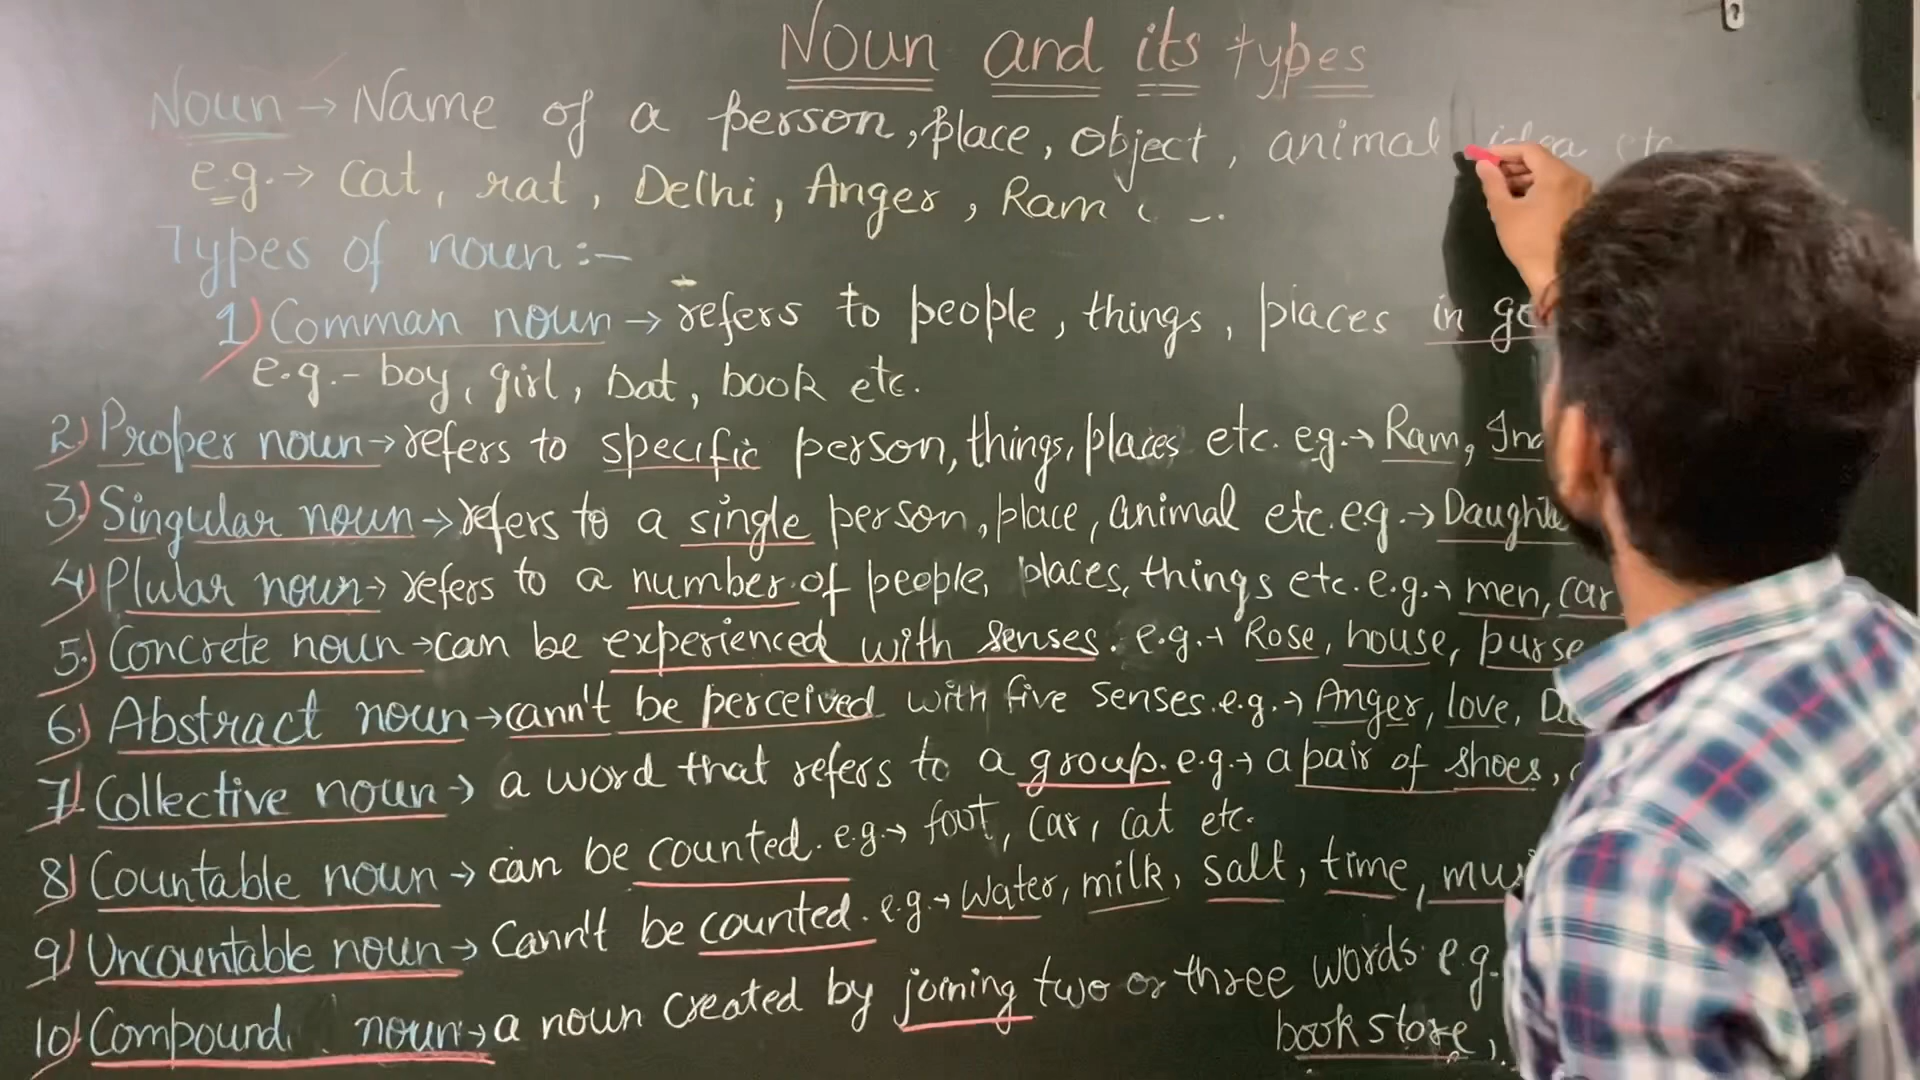 Noun and its types
Noun → Name of a person, place, object, animal idea etc
e.g. → Cat, rat, Delhi, Anger, Ram
Types of noun :-
1) Comman noun → refers to people, things, piaces in
e.g. - boy, girl, bat, book etc.
2) Proper noun → refers to specific person, things, places etc. e.g. → Ram,
3) Singular noun → refers to a single person, place, animal etc. e.g. →
4) Plular noun → refers to a number of people, places, things etc. e.g. → men, car
5.) Concrete noun → can be experienced with senses. e.g. → Rose, house, purse
6.) Abstract noun → cann't be perceived with five senses. e.g. → Anger, love,
7) Collective noun → a word that refers to a group. e.g. → a pair of shoes,
8) Countable noun → can be counted. e.g. → foot, car, cat etc.
9) Uncountable noun → Cann't be counted. e.g. → Water, milk, salt, time,
10) Compound noun → a noun created by joining two or three words e.g.
book store,